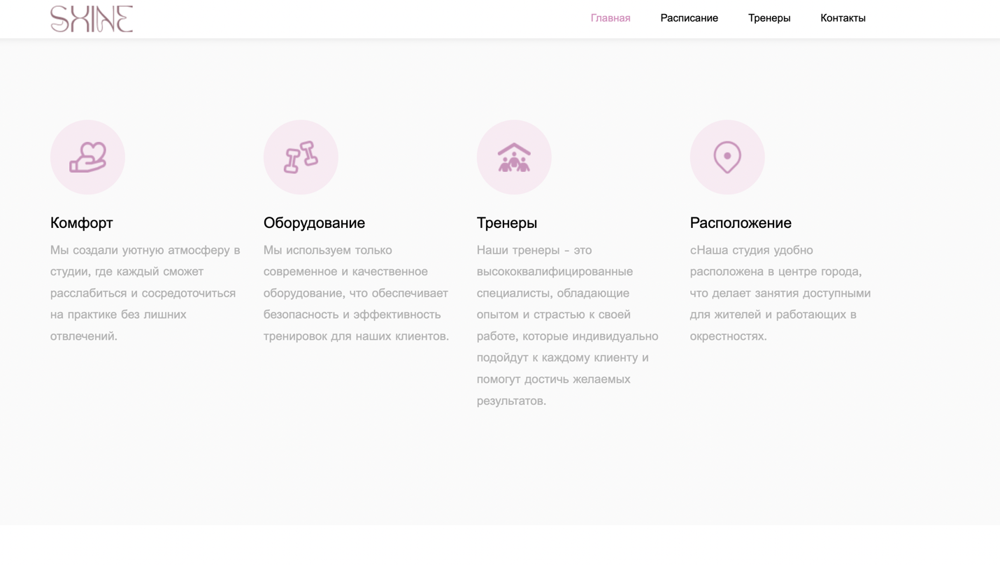 SXINE
Главная Расписание Тренеры Контакты
Комфорт
Мы создали уютную атмосферу в
студии, где каждый сможет
расслабиться и сосредоточиться
на практике без лишних
отвлечений.
Оборудование
Мы используем только
современное и качественное
оборудование, что обеспечивает
безопасность и эффективность
тренировок для наших клиентов.
Тренеры
Наши тренеры - это
высококвалифицированные
специалисты, обладающие
опытом и страстью к своей
работе, которые индивидуально
подойдут к каждому клиенту и
помогут достичь желаемых
результатов.
Расположение
сНаша студия удобно
расположена в центре города,
что делает занятия доступными
для жителей и работающих в
окрестностях.